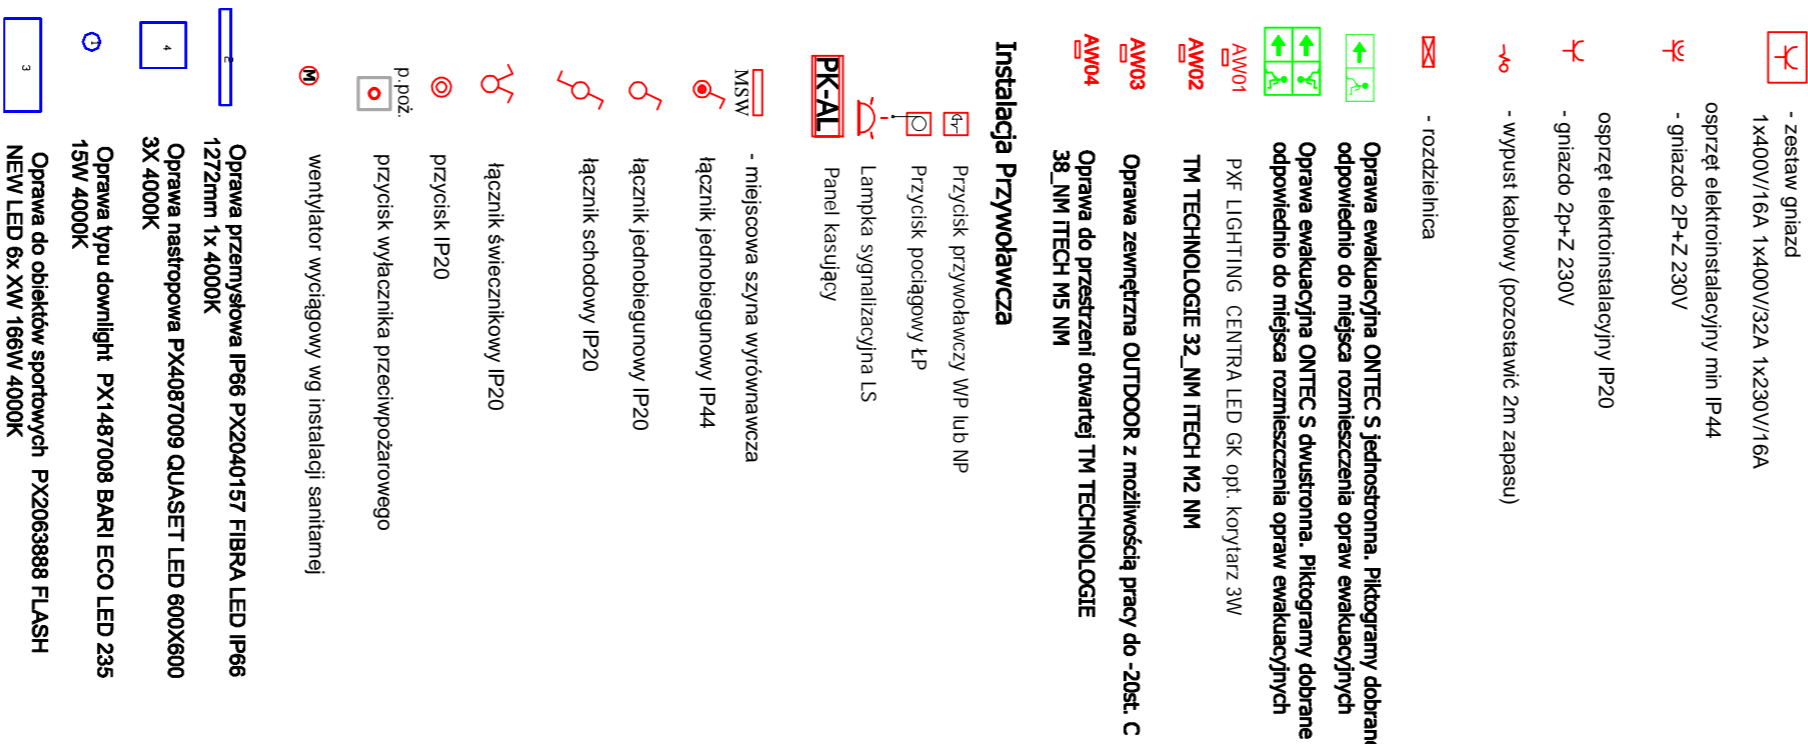 - zestaw gniazd
1x400V/16A 1x400V/32A 1x230V/16A
osprzęt elektroinstalacyjny min IP44
- gniazdo 2P+Z 230V
osprzęt elekrtoinstalacyjny IP20
- gniazdo 2p+Z 230V
- wypust kablowy (pozostawić 2m zapasu)
- rozdzielnica
Oprawa ewakuacyjna ONTEC S jednostronna. Piktogramy dobrane
odpowiednio do miejsca rozmieszczenia opraw ewakuacyjnych
Oprawa ewakuacyjna ONTEC S dwustronna. Piktogramy dobrane
odpowiednio do miejsca rozmieszczenia opraw ewakuacyjnych
AW01 PXF LIGHTING CENTRA LED GK opt. korytarz 3W
AW02 TM TECHNOLOGIE 32_NM iTECH M2 NM
AW03 Oprawa zewnętrzna OUTDOOR z możliwością pracy do -20st. C
AW04 Oprawa do przestrzeni otwartej TM TECHNOLOGIE
38_NM iTECH M5 NM
Instalacja Przywoławcza
Przycisk przywoławczy WP lub NP
Przycisk pociągowy ŁP
Lampka sygnalizacyjna LS
PK-AL Panel kasujący
MSW - miejscowa szyna wyrównawcza
łącznik jednobiegunowy IP44
łącznik jednobiegunowy IP20
łącznik schodowy IP20
łącznik świecznikowy IP20
przycisk IP20
p.poż. przycisk wyłacznika przeciwpożarowego
M wentylator wyciągowy wg instalacji sanitarnej
2 Oprawa przemysłowa IP66 PX2040157 FIBRA LED IP66
1272mm 1x 4000K
4 Oprawa nastropowa PX4087009 QUASET LED 600X600
3X 4000K
1 Oprawa typu downlight PX1487008 BARI ECO LED 235
15W 4000K
3 Oprawa do obiektów sportowych PX2063888 FLASH
NEW LED 6x XW 166W 4000K